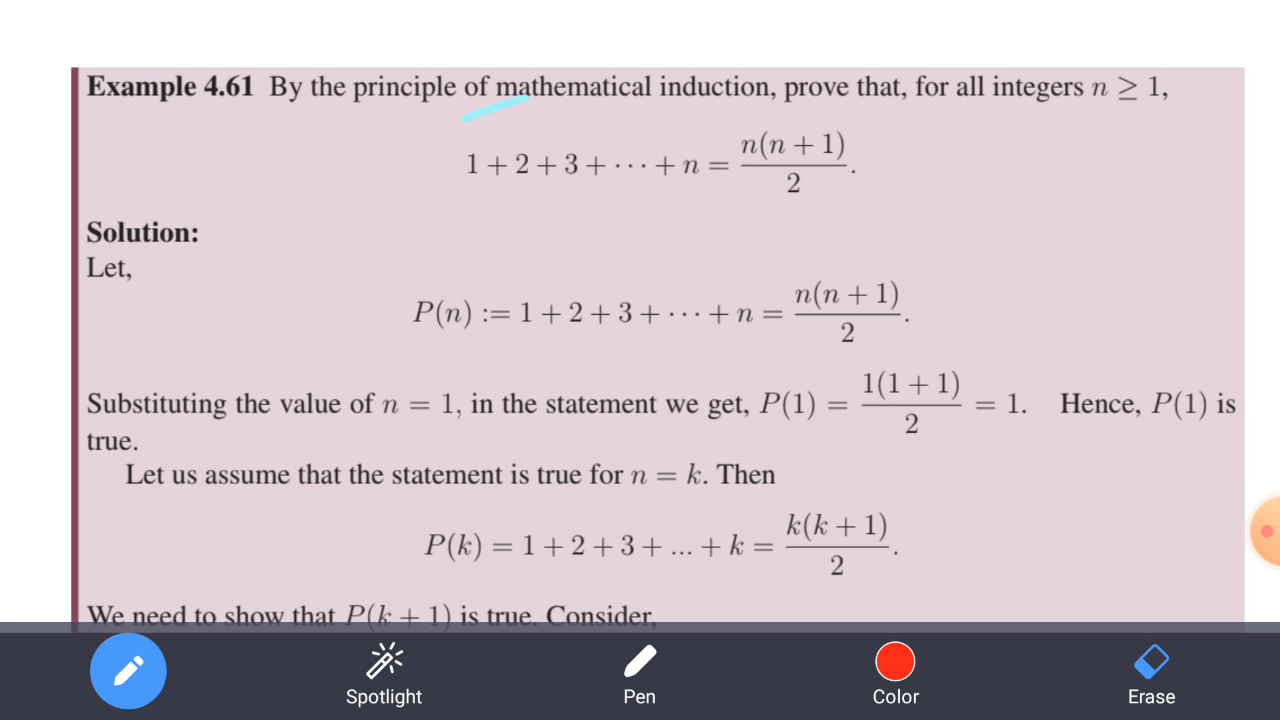 Example 4.61 By the principle of mathematical induction, prove that, for all integers n ≥ 1,
1 + 2 + 3 + · · · + n = n(n + 1)/2.
Solution:
Let,
P(n) := 1 + 2 + 3 + · · · + n = n(n + 1)/2.
Substituting the value of n = 1, in the statement we get, P(1) = 1(1 + 1)/2 = 1. Hence, P(1) is
true.
Let us assume that the statement is true for n = k. Then
P(k) = 1 + 2 + 3 + ... + k = k(k + 1)/2.
We need to show that P(k + 1) is true. Consider,
Spotlight Pen Color Erase